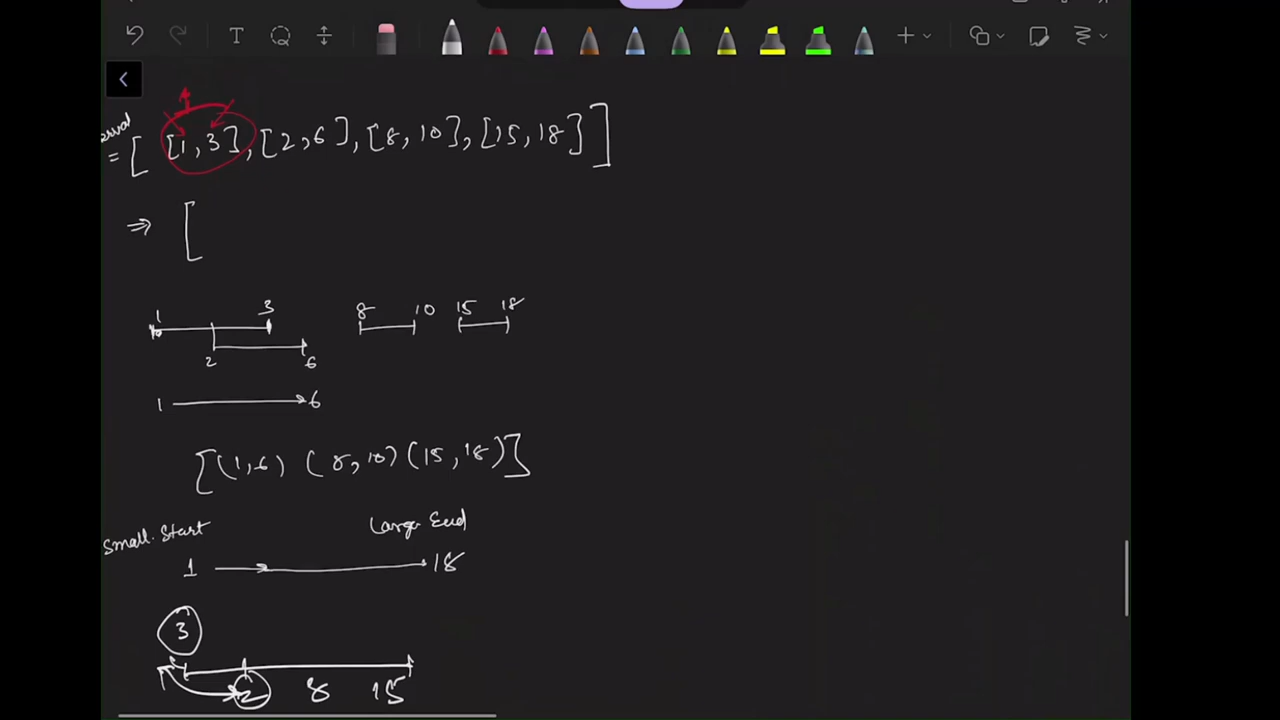 erval
= [ [1,3], [2,6], [8,10], [15,18] ]
⇒ [
1 3 8 10 15 18
2 6
1 → 6
[(1,6) (8,10) (15,18)]
Small. Start Large End
1 → 18
3
2 8 15